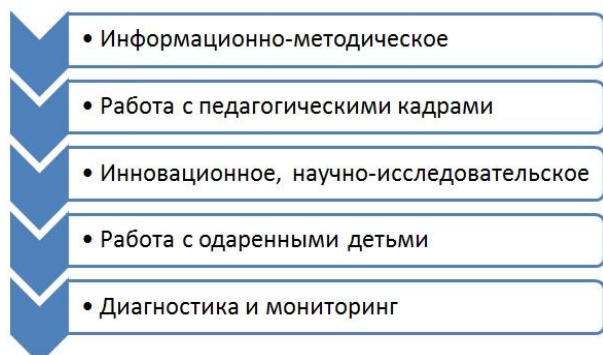 • Информационно-методическое
• Работа с педагогическими кадрами
• Инновационное, научно-исследовательское
• Работа с одаренными детьми
• Диагностика и мониторинг